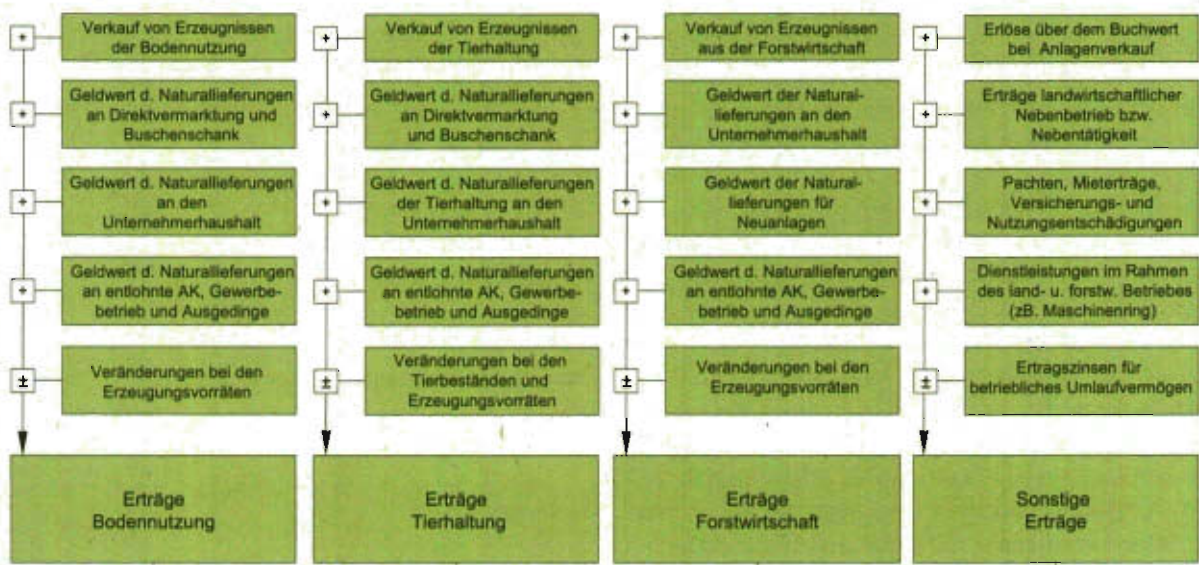 +
Verkauf von Erzeugnissen
der Bodennutzung
+
Geldwert d. Naturallieferungen
an Direktvermarktung und
Buschenschank
+
Geldwert d. Naturallieferungen
an den
Unternehmerhaushalt
+
Geldwert d. Naturallieferungen
an entlohnte AK, Gewerbe-
betrieb und Ausgedinge
±
Veränderungen bei den
Erzeugungsvorräten
Erträge
Bodennutzung
+
Verkauf von Erzeugnissen
der Tierhaltung
+
Geldwert d. Naturallieferungen
an Direktvermarktung
und Buschenschank
+
Geldwert d. Naturallieferungen
der Tierhaltung an den
Unternehmerhaushalt
+
Geldwert d. Naturallieferungen
an entlohnte AK, Gewerbe-
betrieb und Ausgedinge
±
Veränderungen bei den
Tierbeständen und
Erzeugungsvorräten
Erträge
Tierhaltung
+
Verkauf von Erzeugnissen
aus der Forstwirtschaft
+
Geldwert der Natural-
lieferungen an den
Unternehmerhaushalt
+
Geldwert der Natural-
lieferungen für
Neuanlagen
+
Geldwert d. Naturallieferungen
an entlohnte AK, Gewerbe-
betrieb und Ausgedinge
±
Veränderungen bei den
Erzeugungsvorräten
Erträge
Forstwirtschaft
+
Erlöse über dem Buchwert
bei Anlagenverkauf
+
Erträge landwirtschaftlicher
Nebenbetrieb bzw.
Nebentätigkeit
+
Pachten, Mieterträge,
Versicherungs- und
Nutzungsentschädigungen
+
Dienstleistungen im Rahmen
des land- u. forstw. Betriebes
(zB. Maschinenring)
±
Ertragszinsen für
betriebliches Umlaufvermögen
Sonstige
Erträge